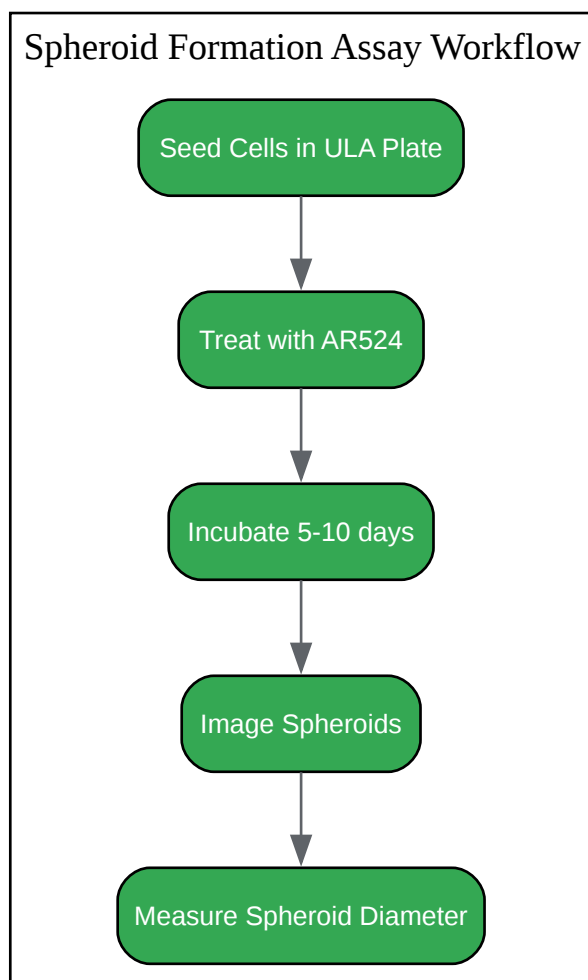 Spheroid Formation Assay Workflow
Seed Cells in ULA Plate
Treat with AR524
Incubate 5-10 days
Image Spheroids
Measure Spheroid Diameter